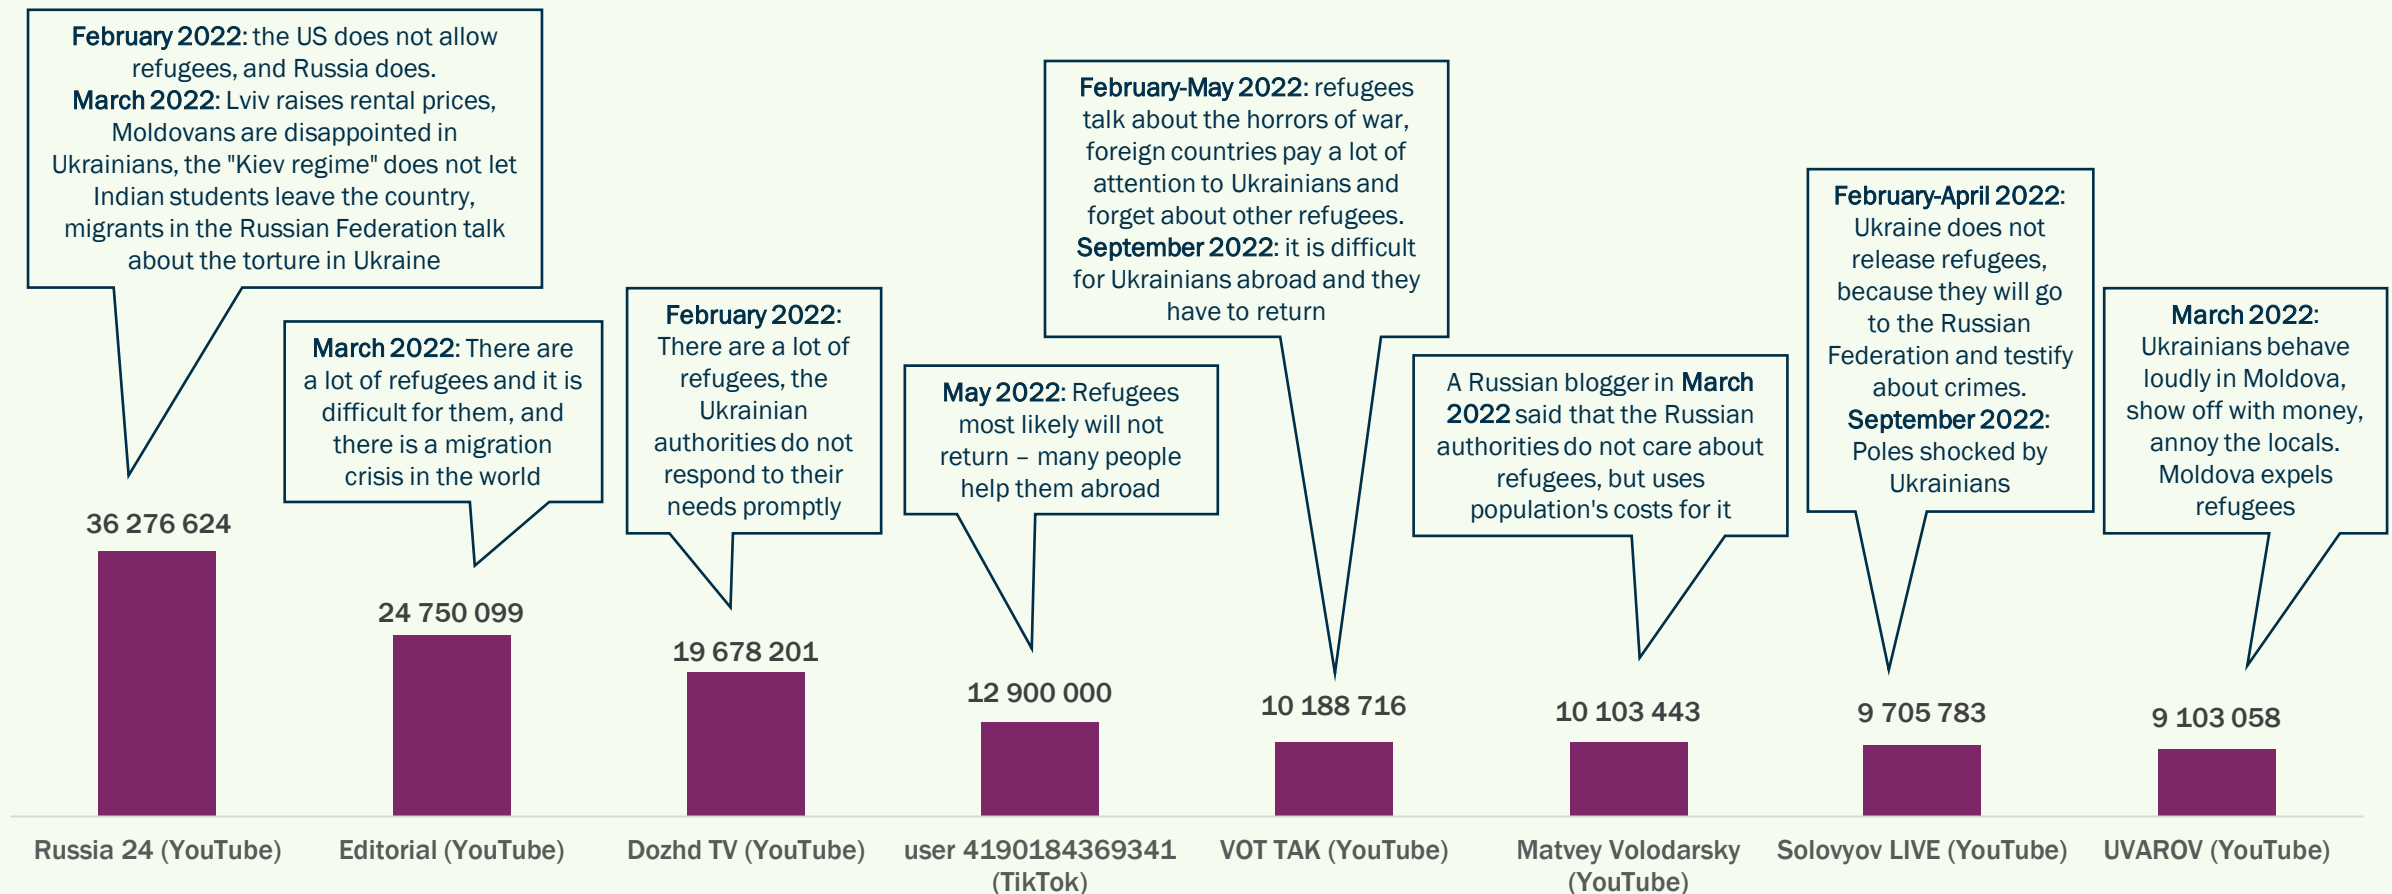 February 2022: the US does not allow
refugees, and Russia does.
March 2022: Lviv raises rental prices,
Moldovans are disappointed in
Ukrainians, the "Kiev regime" does not let
Indian students leave the country,
migrants in the Russian Federation talk
about the torture in Ukraine
March 2022: There are
a lot of refugees and it is
difficult for them, and
there is a migration
crisis in the world
February 2022:
There are a lot of
refugees, the
Ukrainian
authorities do not
respond to their
needs promptly
May 2022: Refugees
most likely will not
return – many people
help them abroad
February-May 2022: refugees
talk about the horrors of war,
foreign countries pay a lot of
attention to Ukrainians and
forget about other refugees.
September 2022: it is difficult
for Ukrainians abroad and they
have to return
A Russian blogger in March
2022 said that the Russian
authorities do not care about
refugees, but uses
population's costs for it
February-April 2022:
Ukraine does not
release refugees,
because they will go
to the Russian
Federation and testify
about crimes.
September 2022:
Poles shocked by
Ukrainians
March 2022:
Ukrainians behave
loudly in Moldova,
show off with money,
annoy the locals.
Moldova expels
refugees
36 276 624
24 750 099
19 678 201
12 900 000
10 188 716
10 103 443
9 705 783
9 103 058
Russia 24 (YouTube)
Editorial (YouTube)
Dozhd TV (YouTube)
user 4190184369341
(TikTok)
VOT TAK (YouTube)
Matvey Volodarsky
(YouTube)
Solovyov LIVE (YouTube)
UVAROV (YouTube)